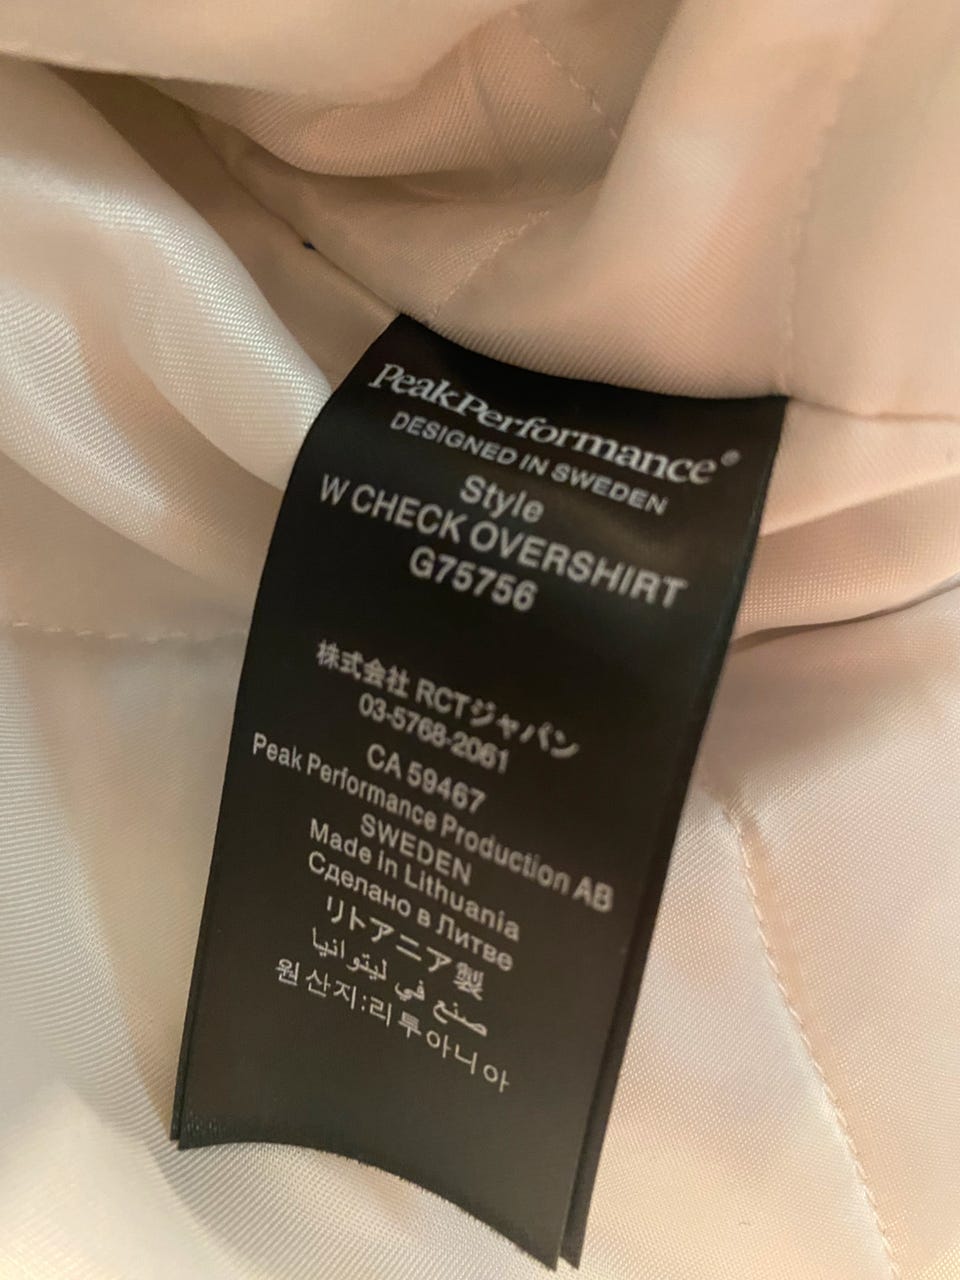 PeakPerformance®
DESIGNED IN SWEDEN
Style
W CHECK OVERSHIRT
G75756
株式会社 RCTジャパン
03-5768-2061
CA 59467
Peak Performance Production AB
SWEDEN
Made in Lithuania
Сделано в Литве
リトアニア製
صنع في ليتوانيا
원산지:리투아니아